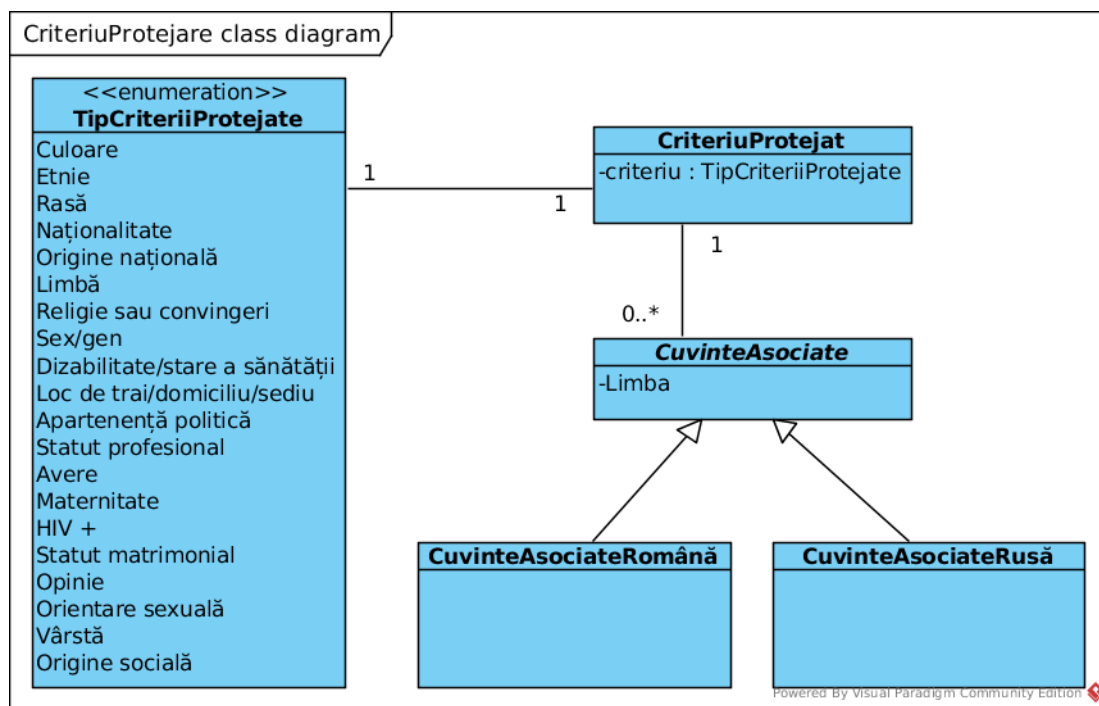 CriteriuProtejare class diagram
<<enumeration>>
TipCriteriiProtejate
Culoare
Etnie
Rasă
Naționalitate
Origine națională
Limbă
Religie sau convingeri
Sex/gen
Dizabilitate/stare a sănătății
Loc de trai/domiciliu/sediu
Apartenență politică
Statut profesional
Avere
Maternitate
HIV +
Statut matrimonial
Opinie
Orientare sexuală
Vârstă
Origine socială
1
1
CriteriuProtejat
-criteriu : TipCriteriiProtejate
1
0..*
CuvinteAsociate
-Limba
CuvinteAsociateRomână
CuvinteAsociateRusă
Powered By Visual Paradigm Community Edition